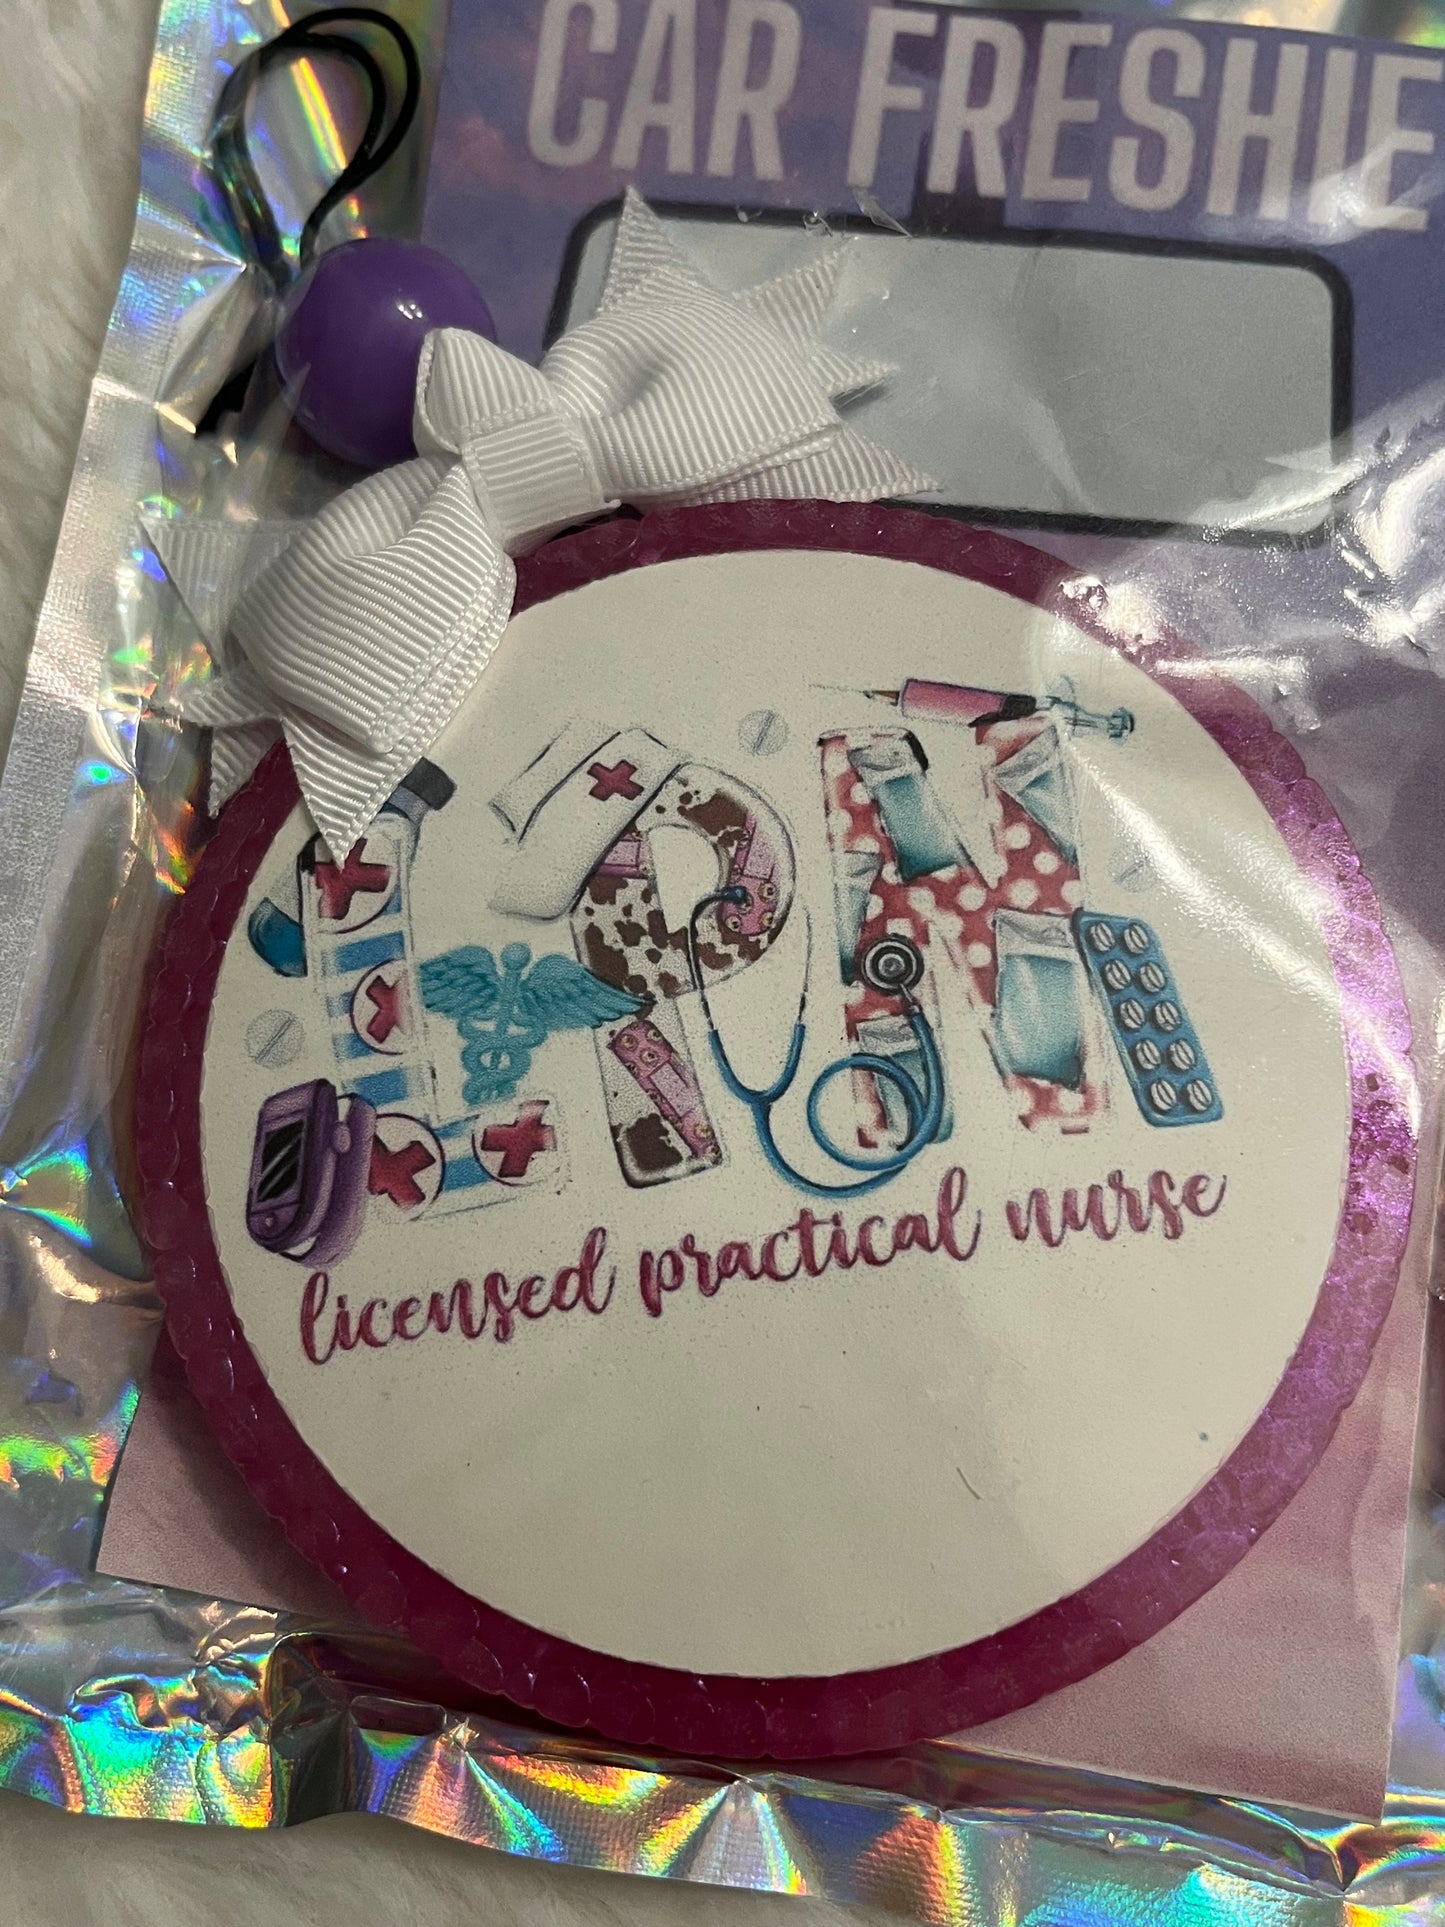 CAR FRESHIE
LPN
licensed practical nurse